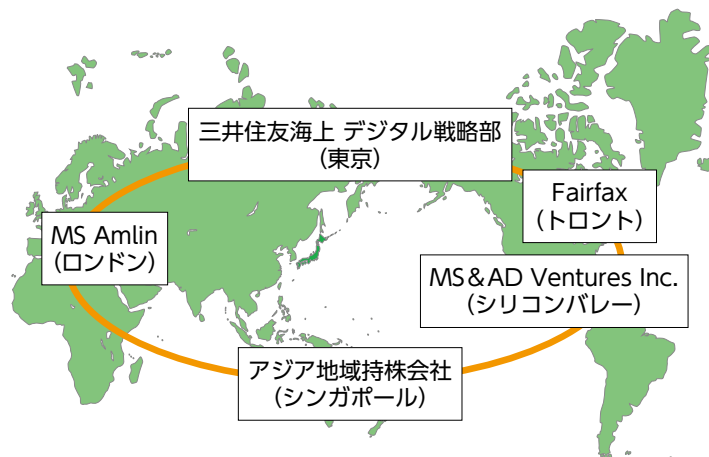 三井住友海上 デジタル戦略部
（東京）
Fairfax
（トロント）
MS Amlin
（ロンドン）
MS＆AD Ventures Inc.
（シリコンバレー）
アジア地域持株会社
（シンガポール）